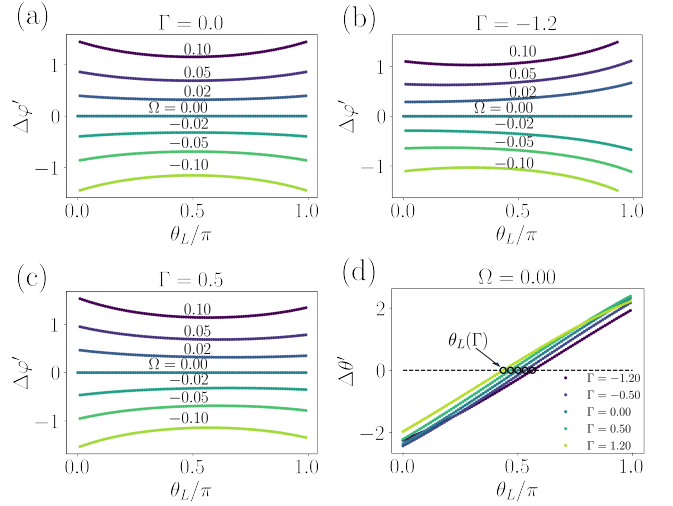 (a)
Γ = 0.0
Δφ′
1
0
−1
0.10
0.05
0.02
Ω = 0.00
−0.02
−0.05
−0.10
0.0
0.5
1.0
θ_L/π
(b)
Γ = −1.2
Δφ′
1
0
−1
0.10
0.05
0.02
Ω = 0.00
−0.02
−0.05
−0.10
0.0
0.5
1.0
θ_L/π
(c)
Γ = 0.5
Δφ′
1
0
−1
0.10
0.05
0.02
Ω = 0.00
−0.02
−0.05
−0.10
0.0
0.5
1.0
θ_L/π
(d)
Ω = 0.00
Δθ′
2
0
−2
θ_L(Γ)
Γ = −1.20
Γ = −0.50
Γ = 0.00
Γ = 0.50
Γ = 1.20
0.0
0.5
1.0
θ_L/π